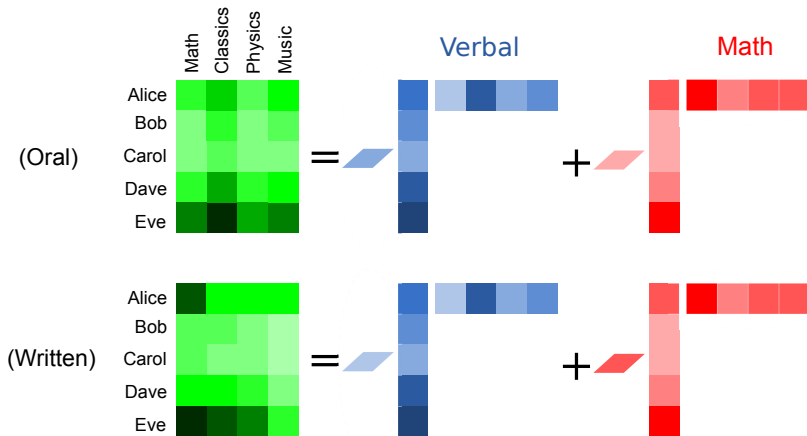 Math Classics Physics Music
Verbal Math
Alice
Bob
(Oral) Carol = +
Dave
Eve
Alice
Bob
(Written) Carol = +
Dave
Eve